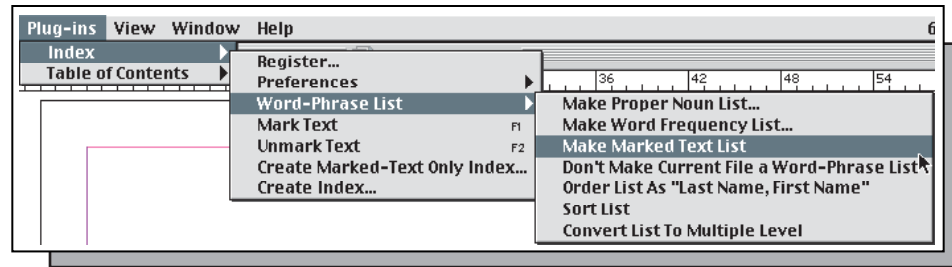 Plug-ins View Window Help 6
Index
Table of Contents
Register...
Preferences
Word-Phrase List
Mark Text F1
Unmark Text F2
Create Marked-Text Only Index...
Create Index...
36 42 48 54
Make Proper Noun List...
Make Word Frequency List...
Make Marked Text List
Don't Make Current File a Word-Phrase List
Order List As "Last Name, First Name"
Sort List
Convert List To Multiple Level